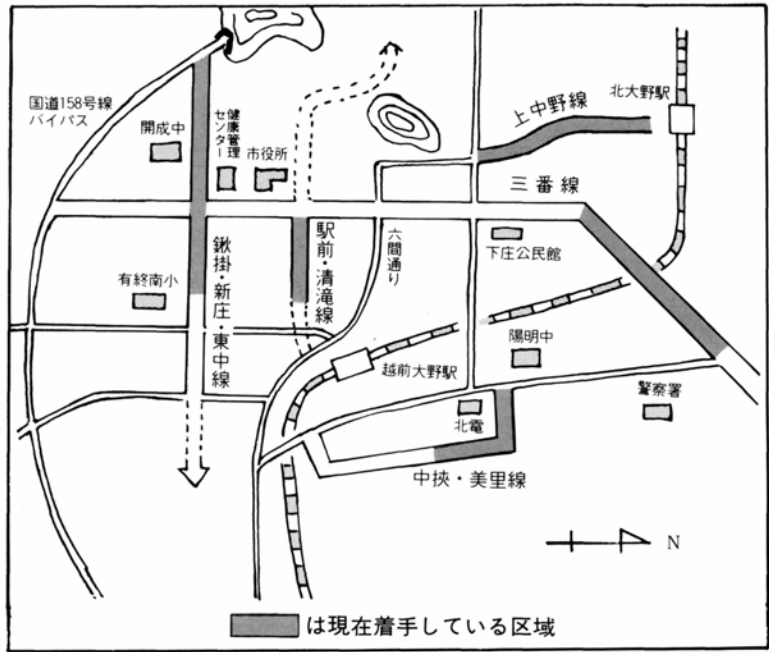 国道158号線
バイパス
開成中
健康管理
センター
市役所
上中野線
北大野駅
三番線
有終南小
鍬掛・新庄・東中線
駅前・清滝線
六間通り
下庄公民館
越前大野駅
陽明中
北電
警察署
中挾・美里線
N
は現在着手している区域